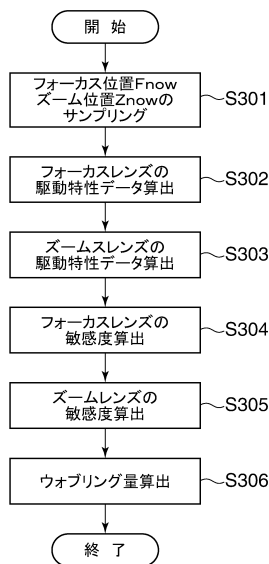 開 始
フォーカス位置Fnow
ズーム位置Znowの
サンプリング
S301
フォーカスレンズの
駆動特性データ算出
S302
ズームスレンズの
駆動特性データ算出
S303
フォーカスレンズの
敏感度算出
S304
ズームレンズの
敏感度算出
S305
ウォブリング量算出
S306
終 了